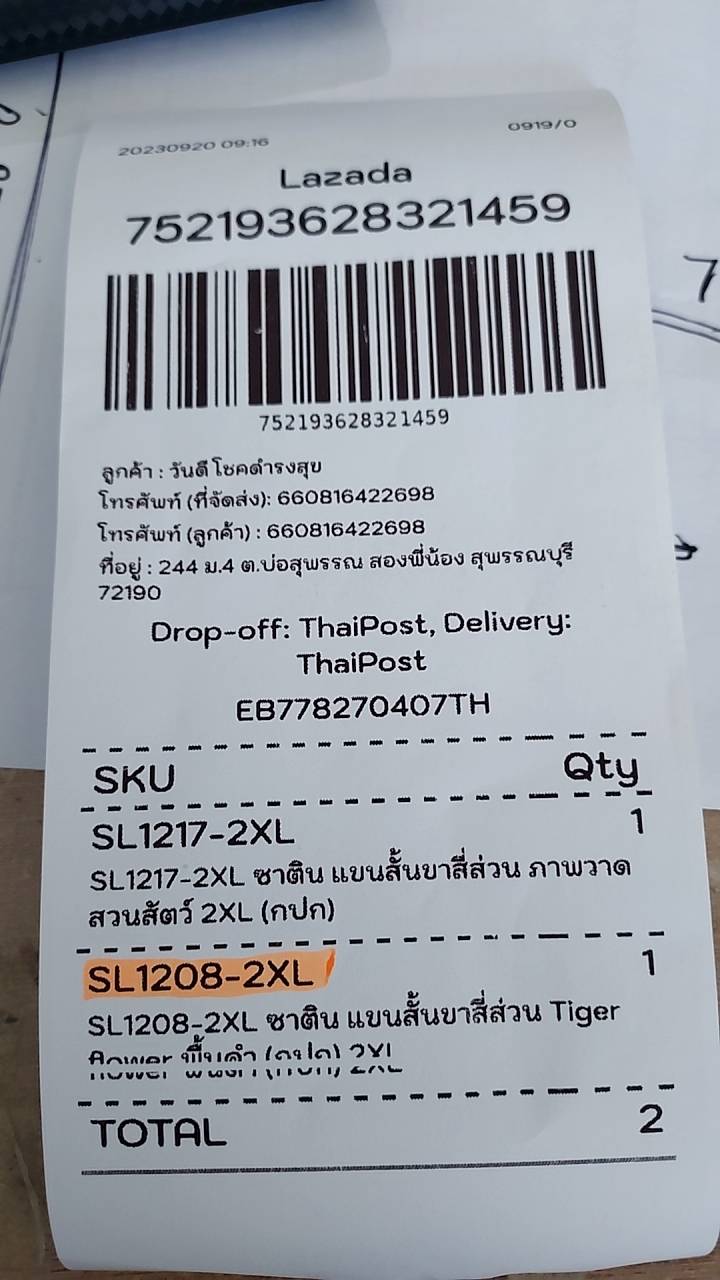 20230920 09:16
0919/0
Lazada
752193628321459
752193628321459
ลูกค้า : วันดี โชคดำรงสุข
โทรศัพท์ (ที่จัดส่ง): 660816422698
โทรศัพท์ (ลูกค้า) : 660816422698
ที่อยู่ : 244 ม.4 ต.บ่อสุพรรณ สองพี่น้อง สุพรรณบุรี
72190
Drop-off: ThaiPost, Delivery:
ThaiPost
EB778270407TH
SKU Qty
SL1217-2XL 1
SL1217-2XL ซาติน แขนสั้นขาสี่ส่วน ภาพวาด
สวนสัตว์ 2XL (กปก)
SL1208-2XL 1
SL1208-2XL ซาติน แขนสั้นขาสี่ส่วน Tiger
flower พื้นดำ (กปก) 2XL
TOTAL 2
7